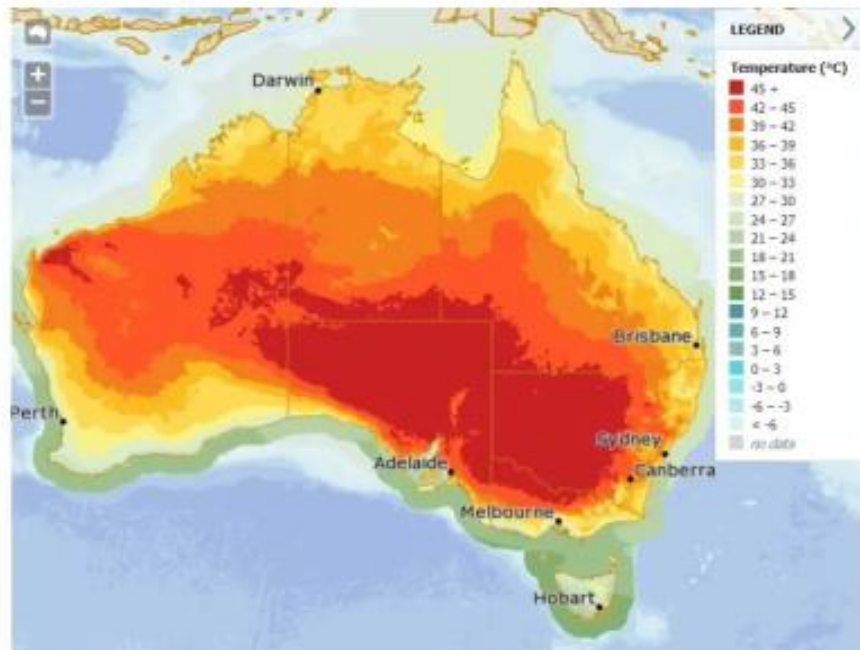 LEGEND
Temperature (°C)
45 +
42 – 45
39 – 42
36 – 39
33 – 36
30 – 33
27 – 30
24 – 27
21 – 24
18 – 21
15 – 18
12 – 15
9 – 12
6 – 9
3 – 6
0 – 3
-3 – 0
-6 – -3
< -6
no data
Darwin
Brisbane
Perth
Sydney
Adelaide
Canberra
Melbourne
Hobart